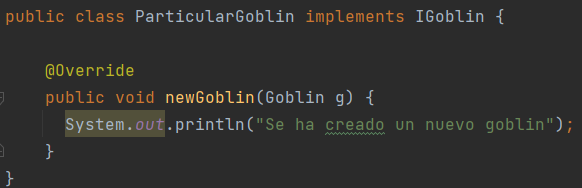 public class ParticularGoblin implements IGoblin {
@Override
public void newGoblin(Goblin g) {
System.out.println("Se ha creado un nuevo goblin");
}
}